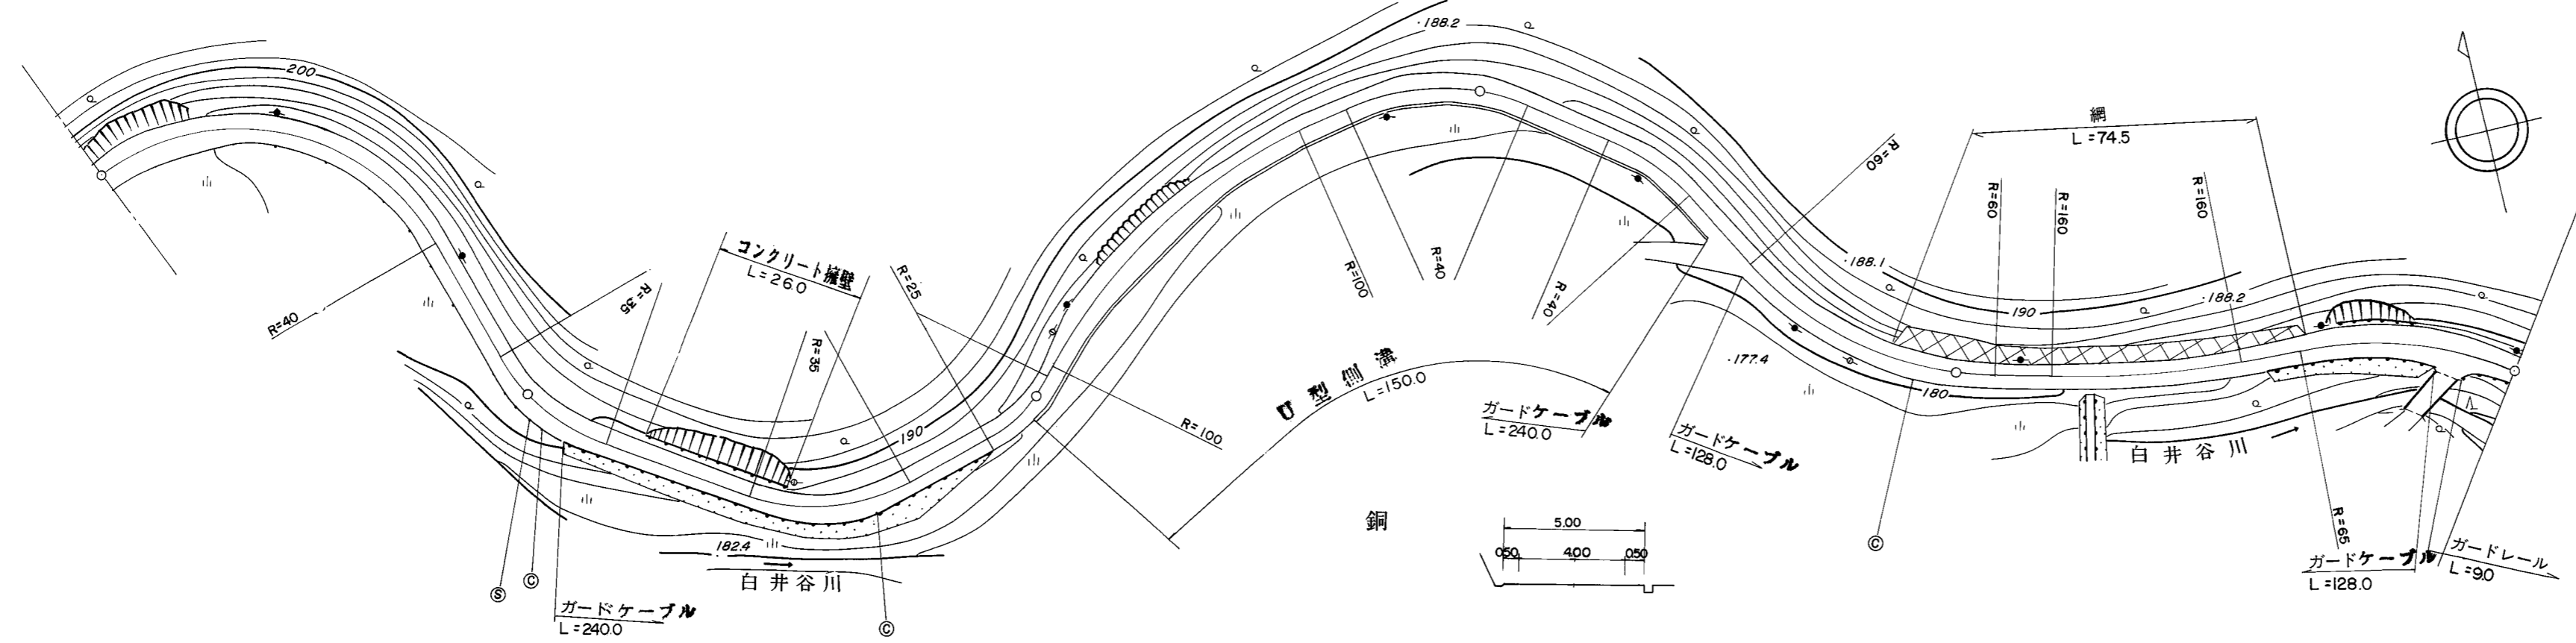 200
R=40
R=35
コンクリート擁壁
L=26.0
R=35
R=25
190
182.4
白井谷川
Ⓢ
Ⓒ
ガードケーブル
L=240.0
Ⓒ
R=100
188.2
R=100
R=40
R=40
U型側溝
L=150.0
ガードケーブル
L=240.0
銅
5.00
0.50
4.00
0.50
R=60
188.1
177.4
ガードケーブル
L=128.0
Ⓒ
網
L=74.5
R=60
R=160
R=160
188.2
190
180
白井谷川
R=65
ガードケーブル
L=128.0
ガードレール
L=9.0